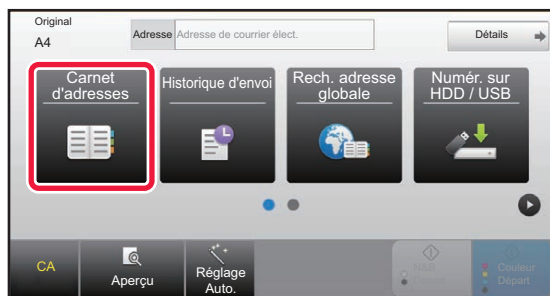 Original
A4
Adresse
Adresse de courrier élect.
Détails
Carnet
d'adresses
Historique d'envoi
Rech. adresse
globale
Numér. sur
HDD / USB
CA
Aperçu
Réglage
Auto.
N&B
Départ
Couleur
Départ